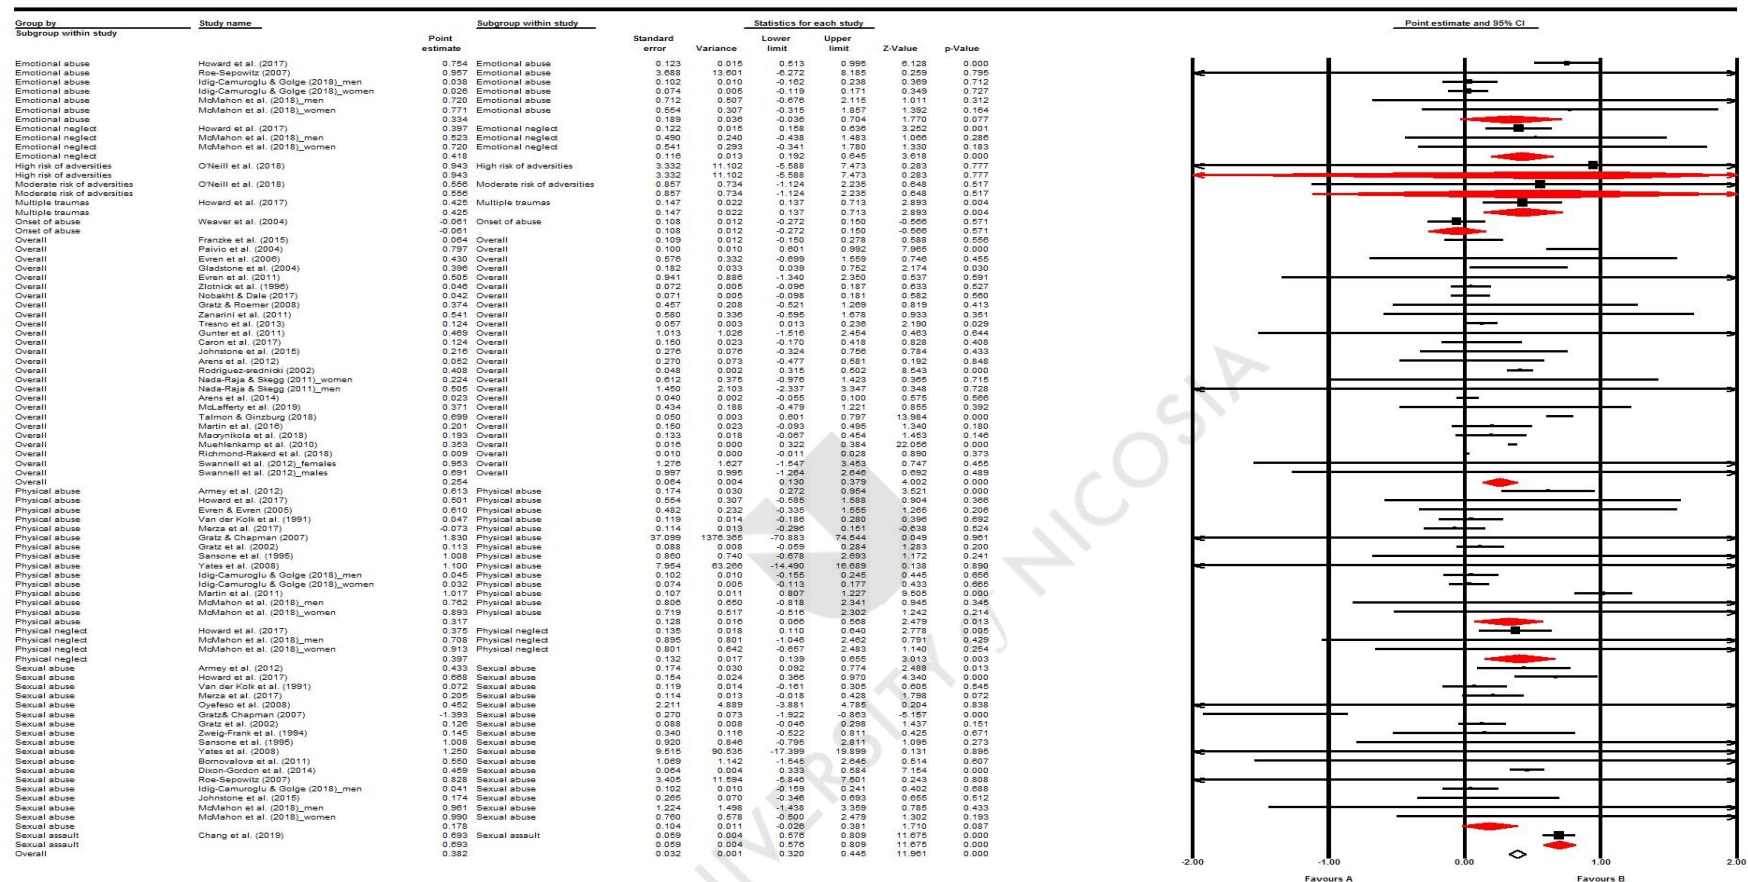 Group by Study name Subgroup within study Statistics for each study Point estimate and 95% CI
Subgroup within study
Point Standard Lower Upper
estimate error Variance limit limit Z-Value p-Value
Emotional abuse Howard et al. (2017) 0.754 Emotional abuse 0.123 0.015 0.513 0.995 6.128 0.000
Emotional abuse Roe-Sepowitz (2007) 0.957 Emotional abuse 3.688 13.601 -6.272 8.185 0.259 0.795
Emotional abuse Idig-Camuroglu & Golge (2018)_men 0.038 Emotional abuse 0.102 0.010 -0.162 0.238 0.369 0.712
Emotional abuse Idig-Camuroglu & Golge (2018)_women 0.026 Emotional abuse 0.074 0.005 -0.119 0.171 0.349 0.727
Emotional abuse McMahon et al. (2018)_men 0.720 Emotional abuse 0.712 0.507 -0.676 2.115 1.011 0.312
Emotional abuse McMahon et al. (2018)_women 0.771 Emotional abuse 0.554 0.307 -0.315 1.857 1.392 0.164
Emotional abuse 0.334 0.189 0.036 -0.036 0.704 1.770 0.077
Emotional neglect Howard et al. (2017) 0.397 Emotional neglect 0.122 0.015 0.158 0.636 3.252 0.001
Emotional neglect McMahon et al. (2018)_men 0.523 Emotional neglect 0.490 0.240 -0.438 1.483 1.066 0.286
Emotional neglect McMahon et al. (2018)_women 0.720 Emotional neglect 0.541 0.293 -0.341 1.780 1.330 0.183
Emotional neglect 0.418 0.116 0.013 0.192 0.645 3.618 0.000
High risk of adversities O'Neill et al. (2018) 0.943 High risk of adversities 3.332 11.102 -5.588 7.473 0.283 0.777
High risk of adversities 0.943 3.332 11.102 -5.588 7.473 0.283 0.777
Moderate risk of adversities O'Neill et al. (2018) 0.556 Moderate risk of adversities 0.857 0.734 -1.124 2.235 0.648 0.517
Moderate risk of adversities 0.556 0.857 0.734 -1.124 2.235 0.648 0.517
Multiple traumas Howard et al. (2017) 0.425 Multiple traumas 0.147 0.022 0.137 0.713 2.893 0.004
Multiple traumas 0.425 0.147 0.022 0.137 0.713 2.893 0.004
Onset of abuse Weaver et al. (2004) -0.061 Onset of abuse 0.108 0.012 -0.272 0.150 -0.566 0.571
Onset of abuse -0.061 0.108 0.012 -0.272 0.150 -0.566 0.571
Overall Franzke et al. (2015) 0.064 Overall 0.109 0.012 -0.150 0.278 0.588 0.556
Overall Paivio et al. (2004) 0.797 Overall 0.100 0.010 0.601 0.992 7.965 0.000
Overall Evren et al. (2006) 0.430 Overall 0.576 0.332 -0.699 1.559 0.746 0.455
Overall Gladstone et al. (2004) 0.396 Overall 0.182 0.033 0.039 0.752 2.174 0.030
Overall Evren et al. (2011) 0.505 Overall 0.941 0.886 -1.340 2.350 0.537 0.591
Overall Zlotnick et al. (1996) 0.046 Overall 0.072 0.005 -0.096 0.187 0.633 0.527
Overall Nobakht & Dale (2017) 0.042 Overall 0.071 0.005 -0.098 0.181 0.582 0.560
Overall Gratz & Roemer (2008) 0.374 Overall 0.457 0.208 -0.521 1.269 0.819 0.413
Overall Zanarini et al. (2011) 0.541 Overall 0.580 0.336 -0.595 1.678 0.933 0.351
Overall Tresno et al. (2013) 0.124 Overall 0.057 0.003 0.013 0.236 2.190 0.029
Overall Gunter et al. (2011) 0.469 Overall 1.013 1.026 -1.516 2.454 0.463 0.644
Overall Caron et al. (2017) 0.124 Overall 0.150 0.023 -0.170 0.418 0.828 0.408
Overall Johnstone et al. (2015) 0.216 Overall 0.276 0.076 -0.324 0.756 0.784 0.433
Overall Arens et al. (2012) 0.052 Overall 0.270 0.073 -0.477 0.581 0.192 0.848
Overall Rodriguez-srednicki (2002) 0.408 Overall 0.048 0.002 0.315 0.502 8.543 0.000
Overall Nada-Raja & Skegg (2011)_women 0.224 Overall 0.612 0.375 -0.976 1.423 0.365 0.715
Overall Nada-Raja & Skegg (2011)_men 0.505 Overall 1.450 2.103 -2.337 3.347 0.348 0.728
Overall Arens et al. (2014) 0.023 Overall 0.040 0.002 -0.055 0.100 0.575 0.566
Overall McLafferty et al. (2019) 0.371 Overall 0.434 0.188 -0.479 1.221 0.855 0.392
Overall Talmon & Ginzburg (2018) 0.699 Overall 0.050 0.003 0.601 0.797 13.984 0.000
Overall Martin et al. (2016) 0.201 Overall 0.150 0.023 -0.093 0.495 1.340 0.180
Overall Macrynikola et al. (2018) 0.193 Overall 0.133 0.018 -0.067 0.454 1.453 0.146
Overall Muehlenkamp et al. (2010) 0.353 Overall 0.016 0.000 0.322 0.384 22.056 0.000
Overall Richmond-Rakerd et al. (2018) 0.009 Overall 0.010 0.000 -0.011 0.028 0.890 0.373
Overall Swannell et al. (2012)_females 0.953 Overall 1.276 1.627 -1.547 3.453 0.747 0.455
Overall Swannell et al. (2012)_males 0.691 Overall 0.997 0.995 -1.264 2.646 0.692 0.489
Overall 0.254 0.064 0.004 0.130 0.379 4.002 0.000
Physical abuse Armey et al. (2012) 0.613 Physical abuse 0.174 0.030 0.272 0.954 3.521 0.000
Physical abuse Howard et al. (2017) 0.501 Physical abuse 0.554 0.307 -0.585 1.588 0.904 0.366
Physical abuse Evren & Evren (2005) 0.610 Physical abuse 0.482 0.232 -0.335 1.555 1.265 0.206
Physical abuse Van der Kolk et al. (1991) 0.047 Physical abuse 0.119 0.014 -0.186 0.280 0.396 0.692
Physical abuse Merza et al. (2017) -0.073 Physical abuse 0.114 0.013 -0.296 0.151 -0.638 0.524
Physical abuse Gratz & Chapman (2007) 1.830 Physical abuse 37.099 1376.365 -70.883 74.544 0.049 0.961
Physical abuse Gratz et al. (2002) 0.113 Physical abuse 0.088 0.008 -0.059 0.284 1.283 0.200
Physical abuse Sansone et al. (1995) 1.008 Physical abuse 0.860 0.740 -0.678 2.693 1.172 0.241
Physical abuse Yates et al. (2008) 1.100 Physical abuse 7.954 63.266 -14.490 16.689 0.138 0.890
Physical abuse Idig-Camuroglu & Golge (2018)_men 0.045 Physical abuse 0.102 0.010 -0.155 0.245 0.445 0.656
Physical abuse Idig-Camuroglu & Golge (2018)_women 0.032 Physical abuse 0.074 0.005 -0.113 0.177 0.433 0.665
Physical abuse Martin et al. (2011) 1.017 Physical abuse 0.107 0.011 0.807 1.227 9.505 0.000
Physical abuse McMahon et al. (2018)_men 0.762 Physical abuse 0.806 0.650 -0.818 2.341 0.945 0.345
Physical abuse McMahon et al. (2018)_women 0.893 Physical abuse 0.719 0.517 -0.516 2.302 1.242 0.214
Physical abuse 0.317 0.128 0.016 0.066 0.568 2.479 0.013
Physical neglect Howard et al. (2017) 0.375 Physical neglect 0.135 0.018 0.110 0.640 2.778 0.005
Physical neglect McMahon et al. (2018)_men 0.708 Physical neglect 0.895 0.801 -1.046 2.462 0.791 0.429
Physical neglect McMahon et al. (2018)_women 0.913 Physical neglect 0.801 0.642 -0.657 2.483 1.140 0.254
Physical neglect 0.397 0.132 0.017 0.139 0.655 3.013 0.003
Sexual abuse Armey et al. (2012) 0.433 Sexual abuse 0.174 0.030 0.092 0.774 2.488 0.013
Sexual abuse Howard et al. (2017) 0.668 Sexual abuse 0.154 0.024 0.366 0.970 4.340 0.000
Sexual abuse Van der Kolk et al. (1991) 0.072 Sexual abuse 0.119 0.014 -0.161 0.305 0.605 0.545
Sexual abuse Merza et al. (2017) 0.205 Sexual abuse 0.114 0.013 -0.018 0.428 1.798 0.072
Sexual abuse Oyefeso et al. (2008) 0.452 Sexual abuse 2.211 4.889 -3.881 4.785 0.204 0.838
Sexual abuse Gratz& Chapman (2007) -1.393 Sexual abuse 0.270 0.073 -1.922 -0.863 -5.157 0.000
Sexual abuse Gratz et al. (2002) 0.126 Sexual abuse 0.088 0.008 -0.046 0.298 1.437 0.151
Sexual abuse Zweig-Frank et al. (1994) 0.145 Sexual abuse 0.340 0.116 -0.522 0.811 0.425 0.671
Sexual abuse Sansone et al. (1995) 1.008 Sexual abuse 0.920 0.846 -0.795 2.811 1.095 0.273
Sexual abuse Yates et al. (2008) 1.250 Sexual abuse 9.515 90.535 -17.399 19.899 0.131 0.895
Sexual abuse Bornovalova et al. (2011) 0.550 Sexual abuse 1.069 1.142 -1.545 2.645 0.514 0.607
Sexual abuse Dixon-Gordon et al. (2014) 0.459 Sexual abuse 0.064 0.004 0.333 0.584 7.154 0.000
Sexual abuse Roe-Sepowitz (2007) 0.828 Sexual abuse 3.405 11.594 -5.846 7.501 0.243 0.808
Sexual abuse Idig-Camuroglu & Golge (2018)_men 0.041 Sexual abuse 0.102 0.010 -0.159 0.241 0.402 0.688
Sexual abuse Johnstone et al. (2015) 0.174 Sexual abuse 0.265 0.070 -0.346 0.693 0.655 0.512
Sexual abuse McMahon et al. (2018)_men 0.961 Sexual abuse 1.224 1.498 -1.438 3.359 0.785 0.433
Sexual abuse McMahon et al. (2018)_women 0.990 Sexual abuse 0.760 0.578 -0.500 2.479 1.302 0.193
Sexual abuse 0.178 0.104 0.011 -0.026 0.381 1.710 0.087
Sexual assault Chang et al. (2019) 0.693 Sexual assault 0.059 0.004 0.576 0.809 11.675 0.000
Sexual assault 0.693 0.059 0.004 0.576 0.809 11.675 0.000
Overall 0.382 0.032 0.001 0.320 0.445 11.961 0.000
-2.00 -1.00 0.00 1.00 2.00
Favours A Favours B
UNIVERSITY of NICOSIA